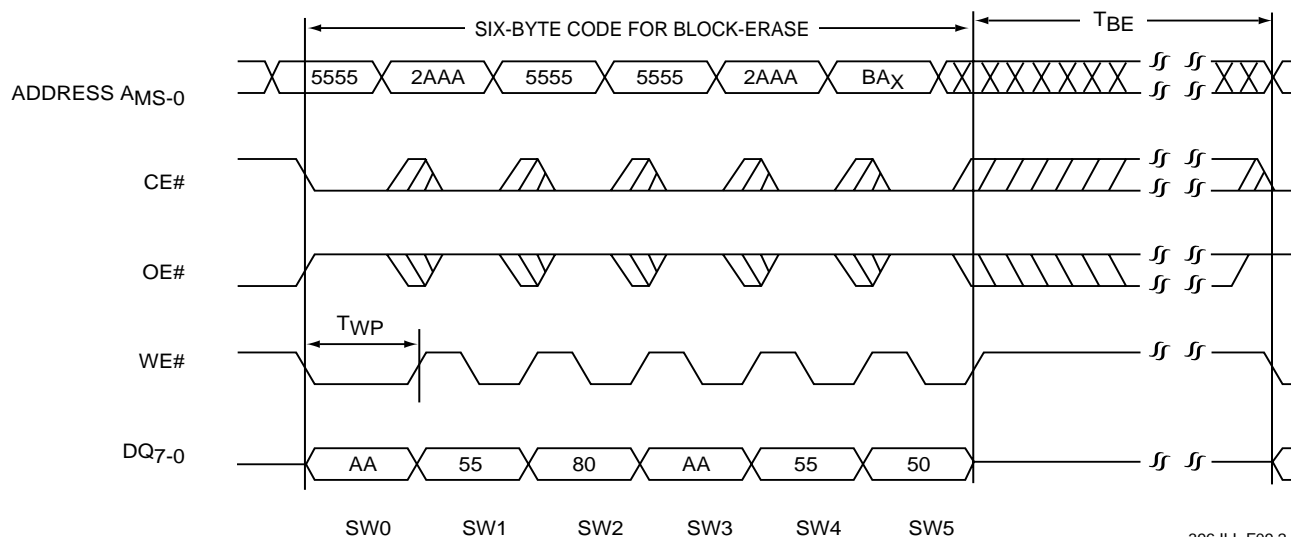 SIX-BYTE CODE FOR BLOCK-ERASE
TBE
ADDRESS AMS-0
5555 2AAA 5555 5555 2AAA BAX
CE#
OE#
TWP
WE#
DQ7-0
AA 55 80 AA 55 50
SW0 SW1 SW2 SW3 SW4 SW5